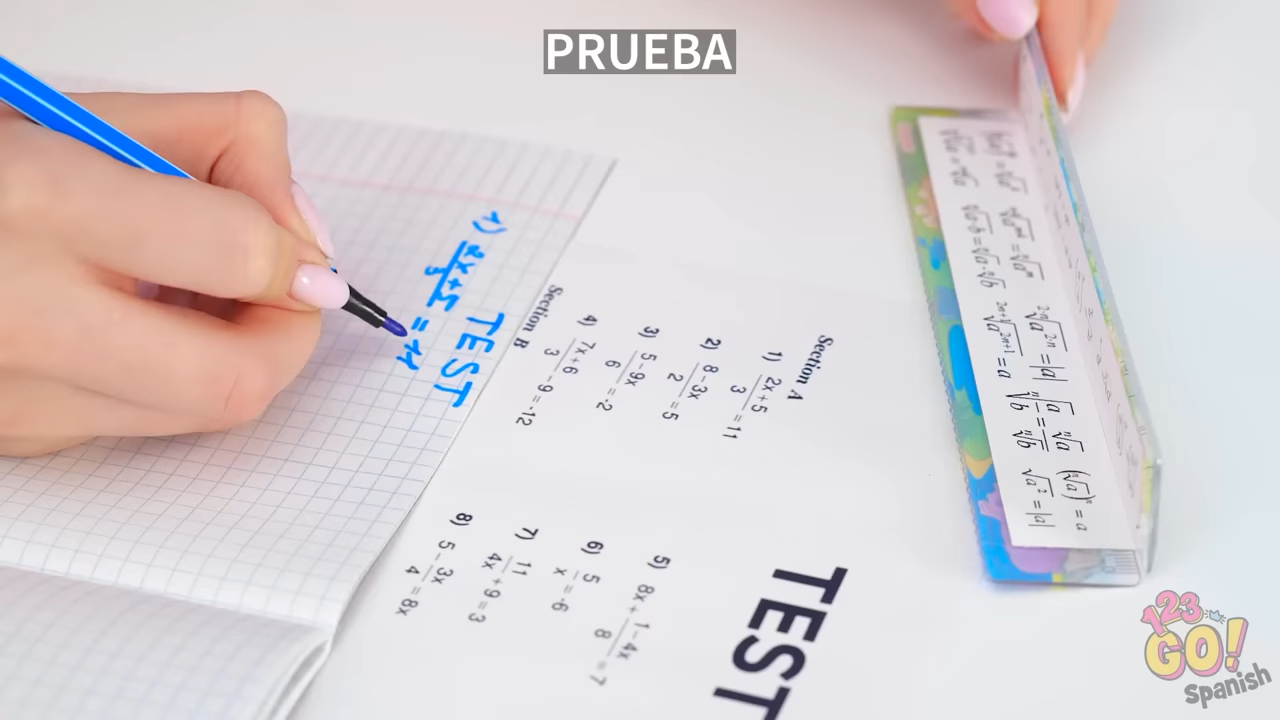 PRUEBA
TEST
1) 2x+5/3 = 11
TEST
Section A
1) 2x+5/3 = 11
2) 8-3x/2 = 5
3) 5-9x/6 = -2
4) 7x+6/3 - 9 = -12
Section B
5) 8x + 1-4x/8 = 7
6) 5/x = -6
7) 11/4x+9 = 3
8) 5 - 3x/4 = 8x
ⁿ√a·b = ⁿ√a · ⁿ√b
²ⁿ⁺¹√a²ⁿ⁺¹ = a
²ⁿ√a²ⁿ = |a|
√a² = |a|
(ⁿ√a)ⁿ = a
123
GO!
Spanish